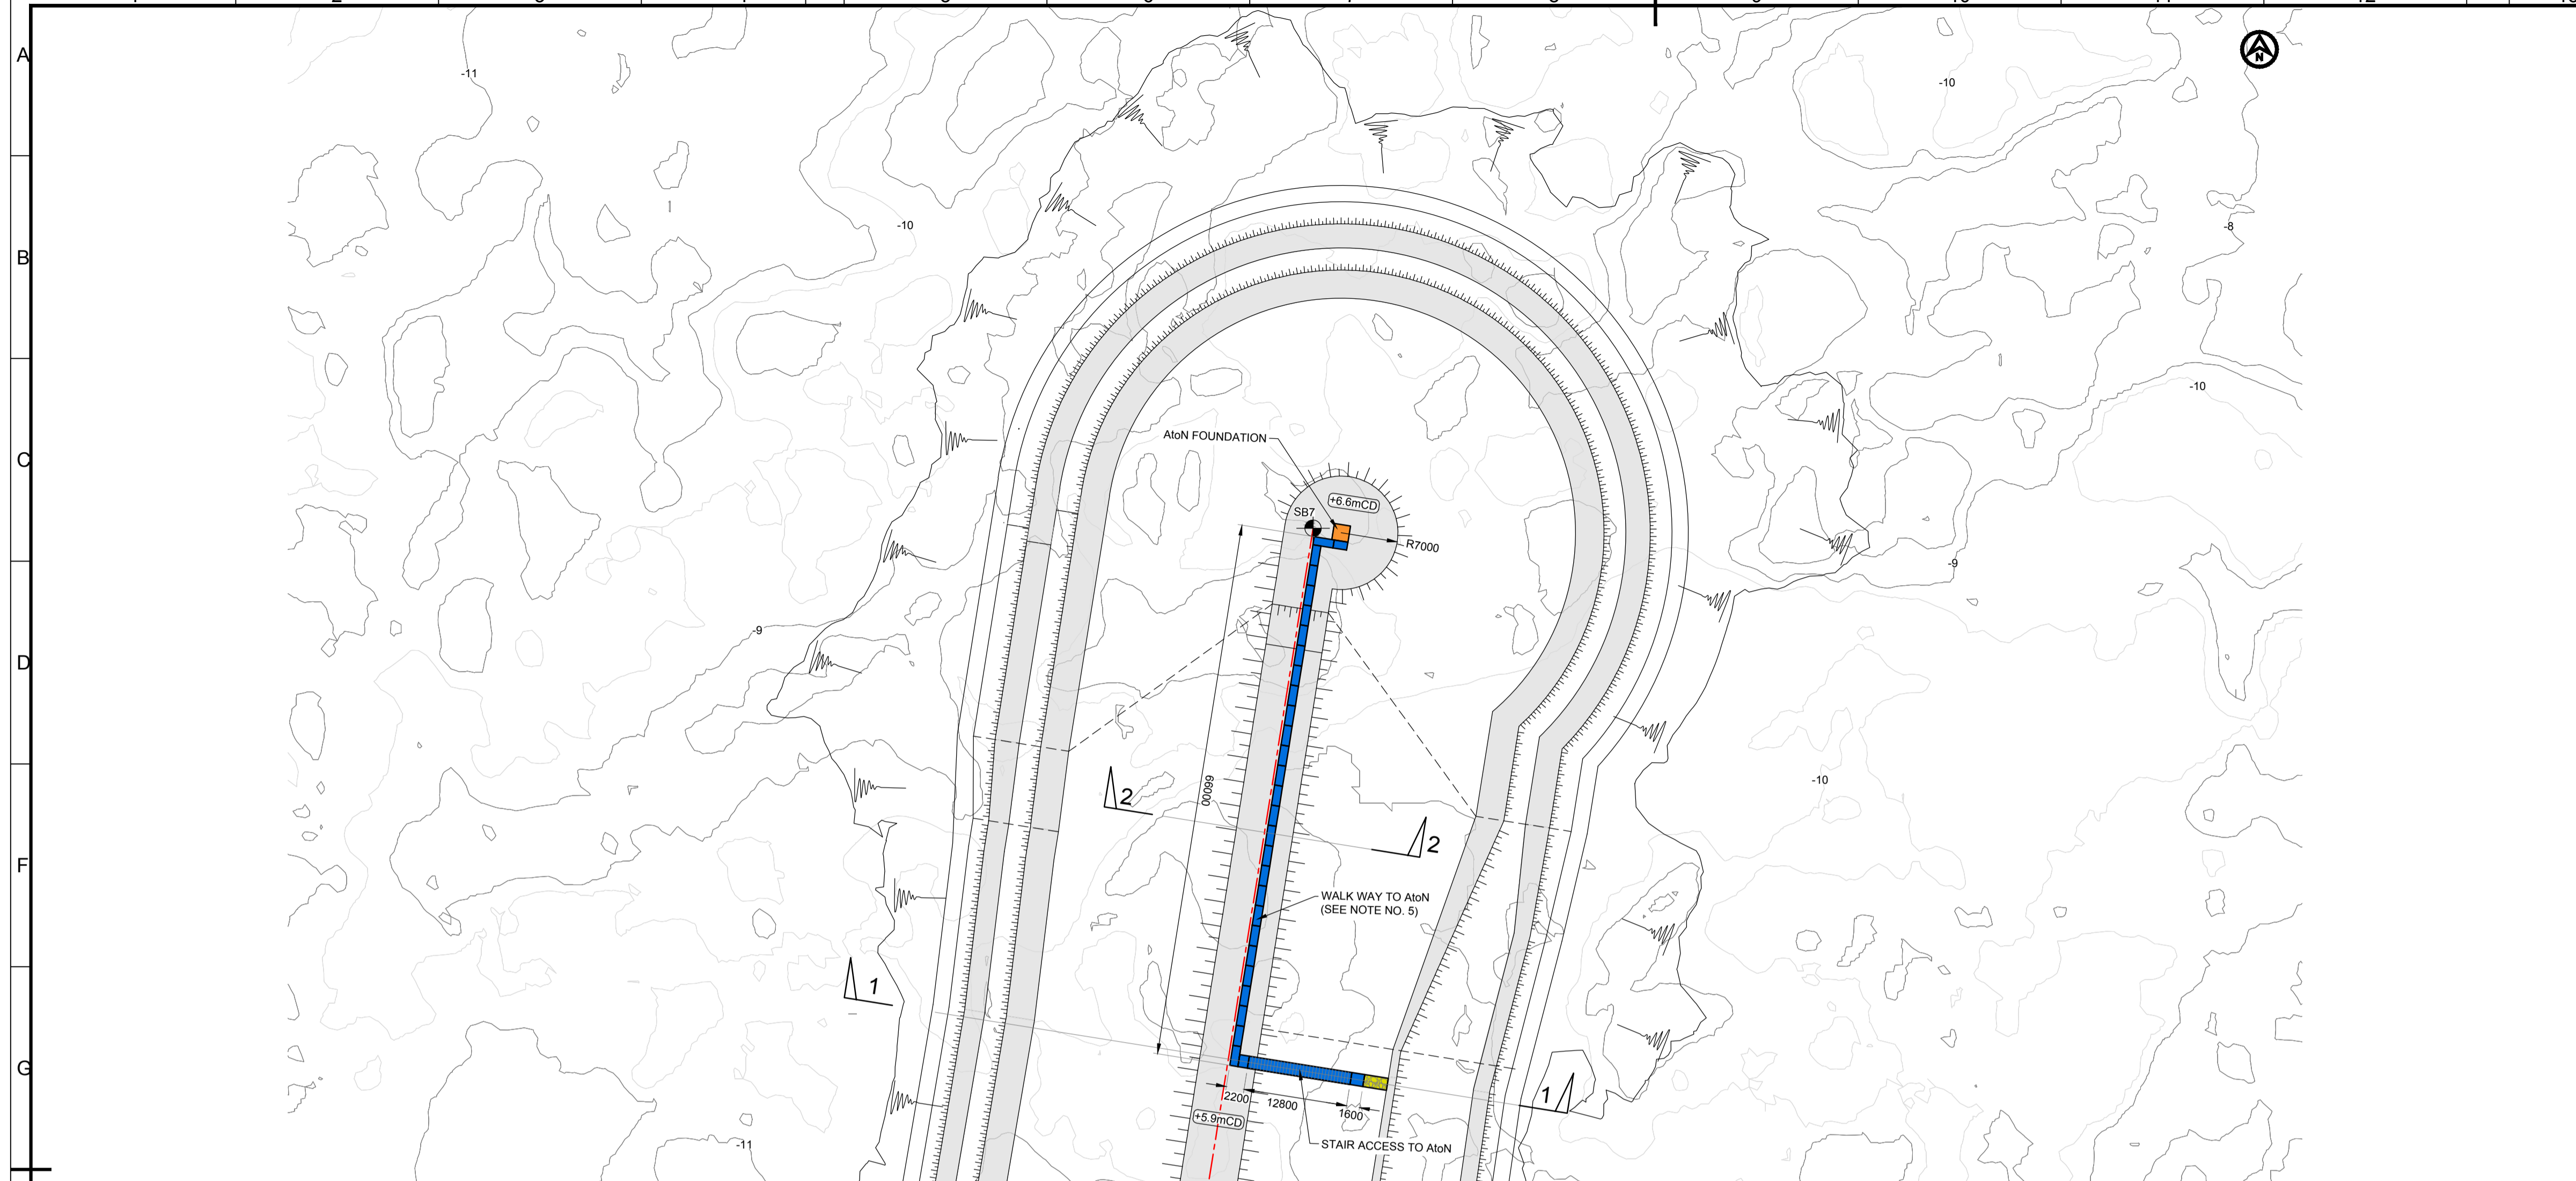 A
-11
-10
N
B
-10
-8
-10
AtoN FOUNDATION
C
+6.6mCD
SB7
R7000
-9
-9
D
66000
2
-10
2
F
WALK WAY TO AtoN
(SEE NOTE NO. 5)
1
G
1
2200
12800
1600
+5.9mCD
-11
STAIR ACCESS TO AtoN